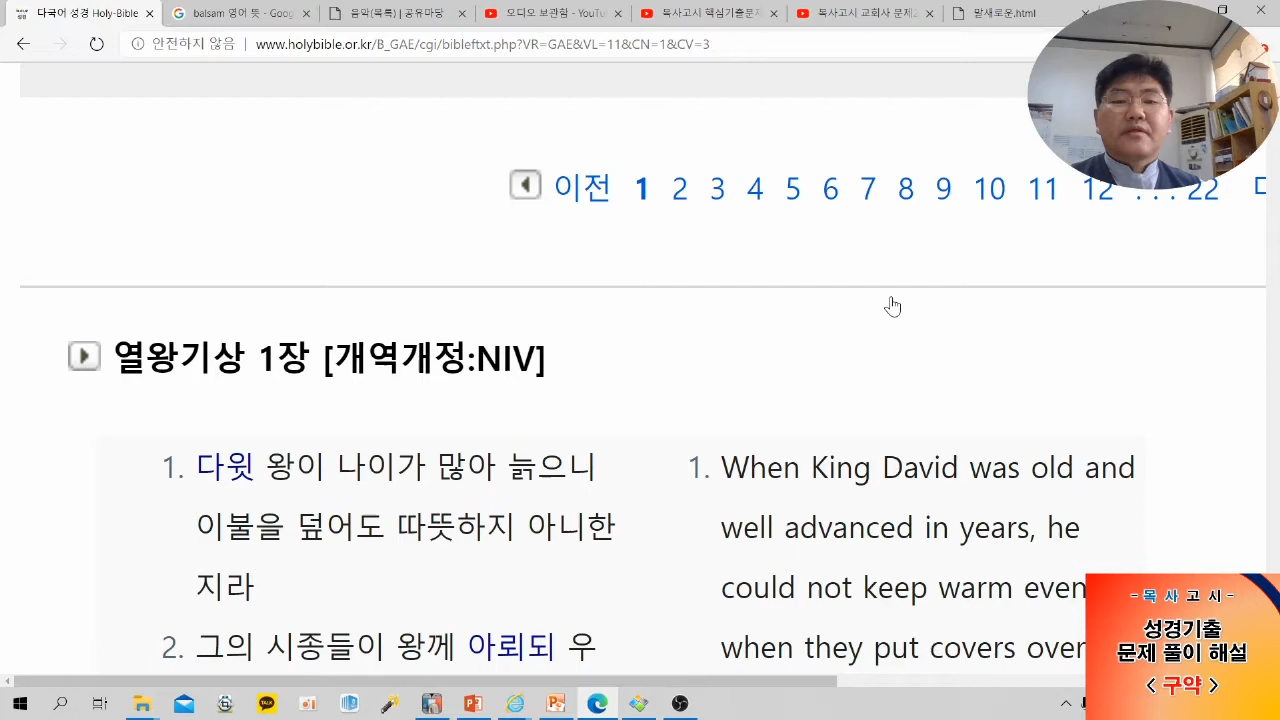 다국어 성경 Holy-Bible
balsam 영어 뜻 - Goog
음악(목록) | 공유마당
오디오 보관함 - YouTu
목사고시 핵심기출문제
목사고시 교회사 문제2
말새로운.html
안전하지 않음 | www.holybible.or.kr/B_GAE/cgi/bibleftxt.php?VR=GAE&VL=11&CN=1&CV=3
이전 1 2 3 4 5 6 7 8 9 10 11 12 . . . 22
열왕기상 1장 [개역개정:NIV]
1. 다윗 왕이 나이가 많아 늙으니
이불을 덮어도 따뜻하지 아니한
지라
2. 그의 시종들이 왕께 아뢰되 우
1. When King David was old and
well advanced in years, he
could not keep warm even
when they put covers over
- 목 사 고 시 -
성경기출
문제 풀이 해설
< 구약 >